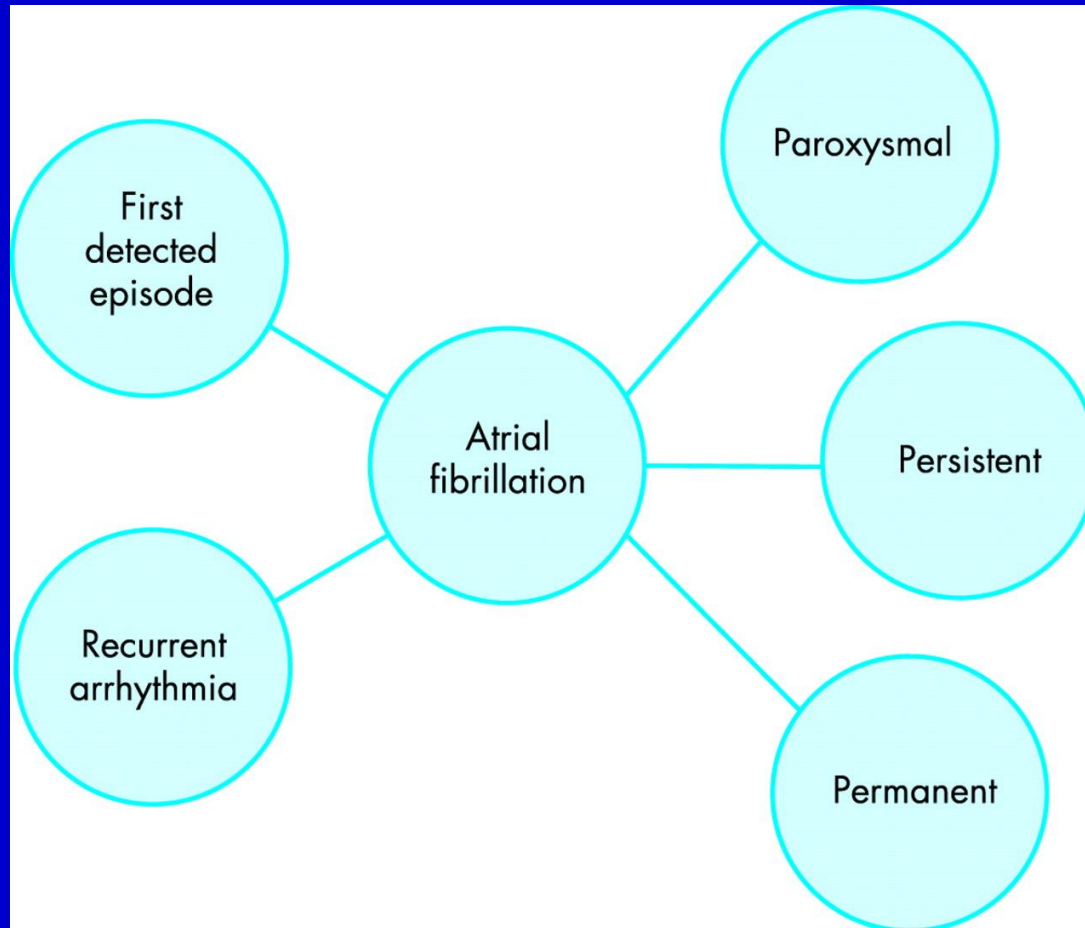 Paroxysmal
First
detected
episode
Atrial
fibrillation
Persistent
Recurrent
arrhythmia
Permanent